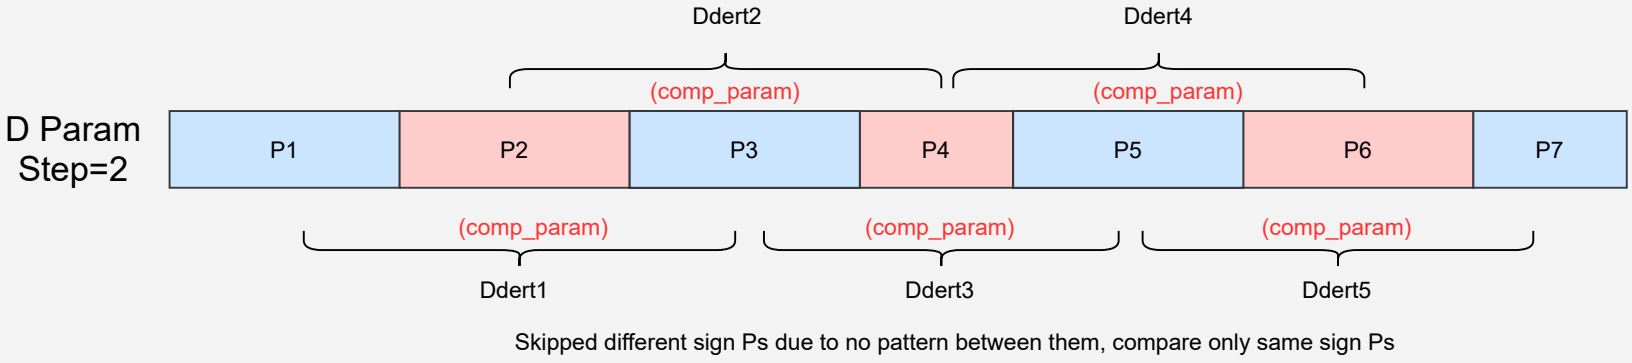 Ddert2
Ddert4
(comp_param)
(comp_param)
D Param
Step=2
P1
P2
P3
P4
P5
P6
P7
(comp_param)
(comp_param)
(comp_param)
Ddert1
Ddert3
Ddert5
Skipped different sign Ps due to no pattern between them, compare only same sign Ps